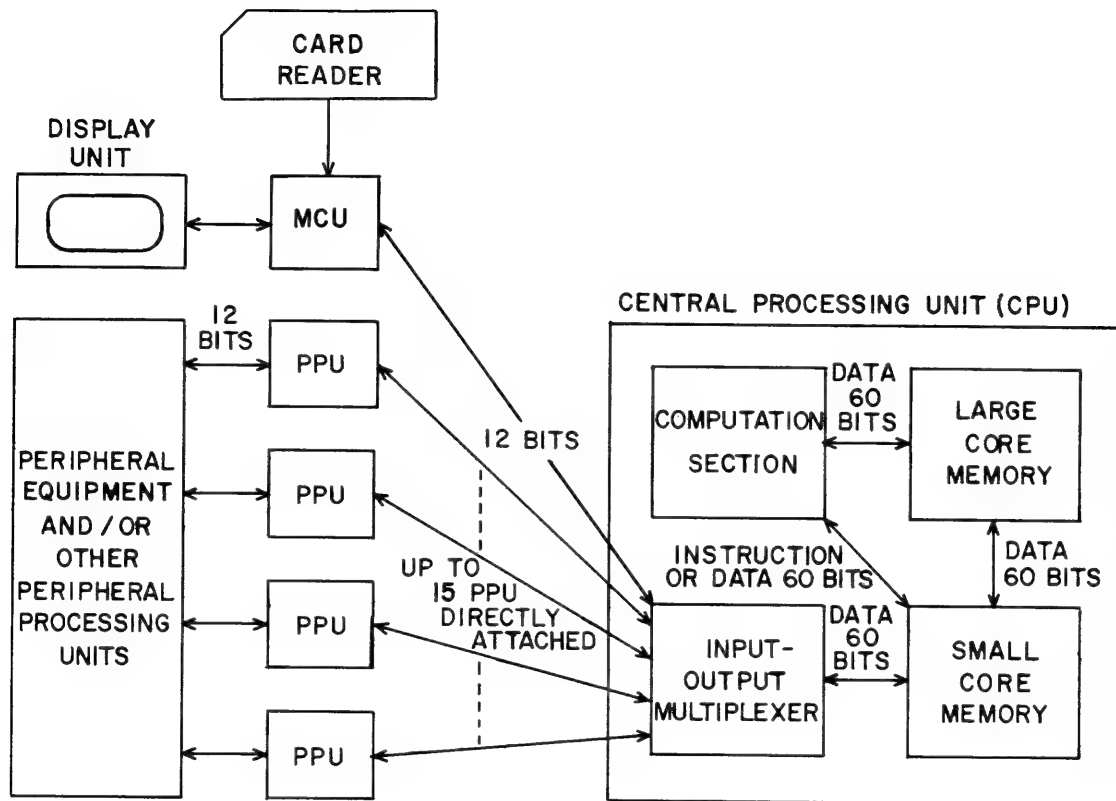 CARD
READER
DISPLAY
UNIT
MCU
12
BITS
PPU
PPU
PPU
PPU
PERIPHERAL
EQUIPMENT
AND/OR
OTHER
PERIPHERAL
PROCESSING
UNITS
12 BITS
UP TO
15 PPU
DIRECTLY
ATTACHED
CENTRAL PROCESSING UNIT (CPU)
COMPUTATION
SECTION
DATA
60
BITS
LARGE
CORE
MEMORY
INSTRUCTION
OR DATA 60 BITS
DATA
60 BITS
INPUT-
OUTPUT
MULTIPLEXER
DATA
60
BITS
SMALL
CORE
MEMORY